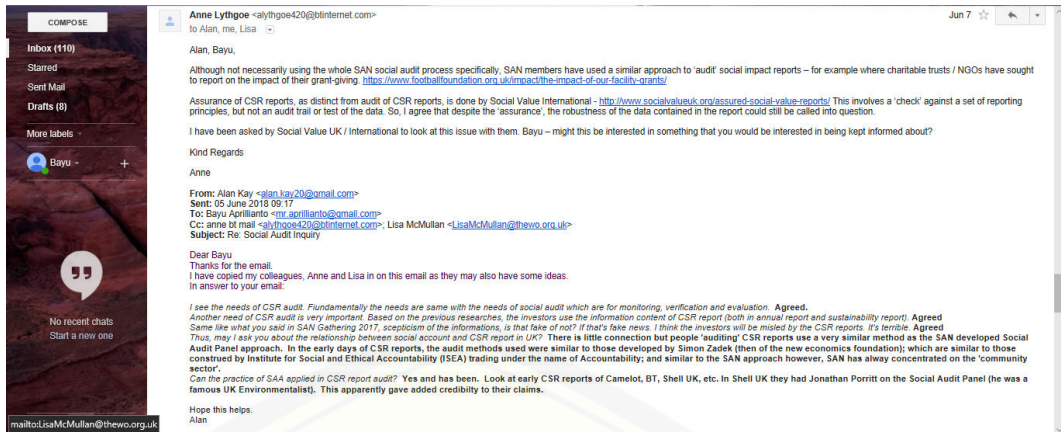 COMPOSE
Inbox (110)
Starred
Sent Mail
Drafts (8)
More labels
Bayu
+
No recent chats
Start a new one
mailto:LisaMcMullan@thewo.org.uk
Anne Lythgoe <alythgoe420@btinternet.com>
Jun 7
to Alan, me, Lisa
Alan, Bayu,
Although not necessarily using the whole SAN social audit process specifically, SAN members have used a similar approach to 'audit' social impact reports – for example where charitable trusts / NGOs have sought
to report on the impact of their grant-giving. https://www.footballfoundation.org.uk/impact/the-impact-of-our-facility-grants/
Assurance of CSR reports, as distinct from audit of CSR reports, is done by Social Value International - http://www.socialvalueuk.org/assured-social-value-reports/ This involves a 'check' against a set of reporting
principles, but not an audit trail or test of the data. So, I agree that despite the 'assurance', the robustness of the data contained in the report could still be called into question.
I have been asked by Social Value UK / International to look at this issue with them. Bayu – might this be interested in something that you would be interested in being kept informed about?
Kind Regards
Anne
From: Alan Kay <alan.kay20@gmail.com>
Sent: 05 June 2018 09:17
To: Bayu Aprillianto <mr.aprillianto@gmail.com>
Cc: anne bt mail <alythgoe420@btinternet.com>; Lisa McMullan <LisaMcMullan@thewo.org.uk>
Subject: Re: Social Audit Inquiry
Dear Bayu
Thanks for the email.
I have copied my colleagues, Anne and Lisa in on this email as they may also have some ideas.
In answer to your email:
I see the needs of CSR audit. Fiundamentally the needs are same with the needs of social audit which are for monitoring, verification and evaluation. Agreed.
Another need of CSR audit is very important. Based on the previous researches, the investors use the information content of CSR report (both in annual report and sustainability report). Agreed
Same like what you said in SAN Gathering 2017, scepticism of the informations, is that fake of not? If that's fake news. I think the investors will be misled by the CSR reports. It's terrible. Agreed
Thus, may I ask you about the relationship between social account and CSR report in UK? There is little connection but people 'auditing' CSR reports use a very similar method as the SAN developed Social
Audit Panel approach. In the early days of CSR reports, the audit methods used were similar to those developed by Simon Zadek (then of the new economics foundation); which are similar to those
construed by Institute for Social and Ethical Accountability (ISEA) trading under the name of Accountability; and similar to the SAN approach however, SAN has alway concentrated on the 'community
sector'.
Can the practice of SAA applied in CSR report audit? Yes and has been. Look at early CSR reports of Camelot, BT, Shell UK, etc. In Shell UK they had Jonathan Porritt on the Social Audit Panel (he was a
famous UK Environmentalist). This apparently gave added credibilty to their claims.
Hope this helps.
Alan